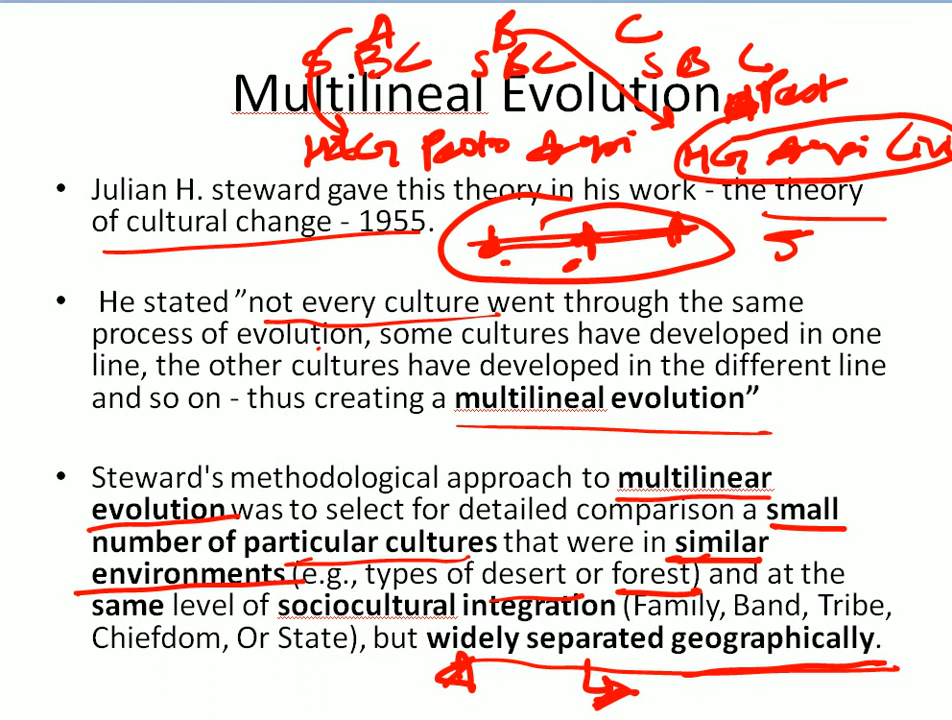 A B C
S B C S B C S B C
Multilineal Evolution
Past
H&G Pasto Agri HG Agri
• Julian H. steward gave this theory in his work - the theory
of cultural change - 1955.
• He stated ”not every culture went through the same
process of evolution, some cultures have developed in one
line, the other cultures have developed in the different line
and so on - thus creating a multilineal evolution”
• Steward's methodological approach to multilinear
evolution was to select for detailed comparison a small
number of particular cultures that were in similar
environments (e.g., types of desert or forest) and at the
same level of sociocultural integration (Family, Band, Tribe,
Chiefdom, Or State), but widely separated geographically.